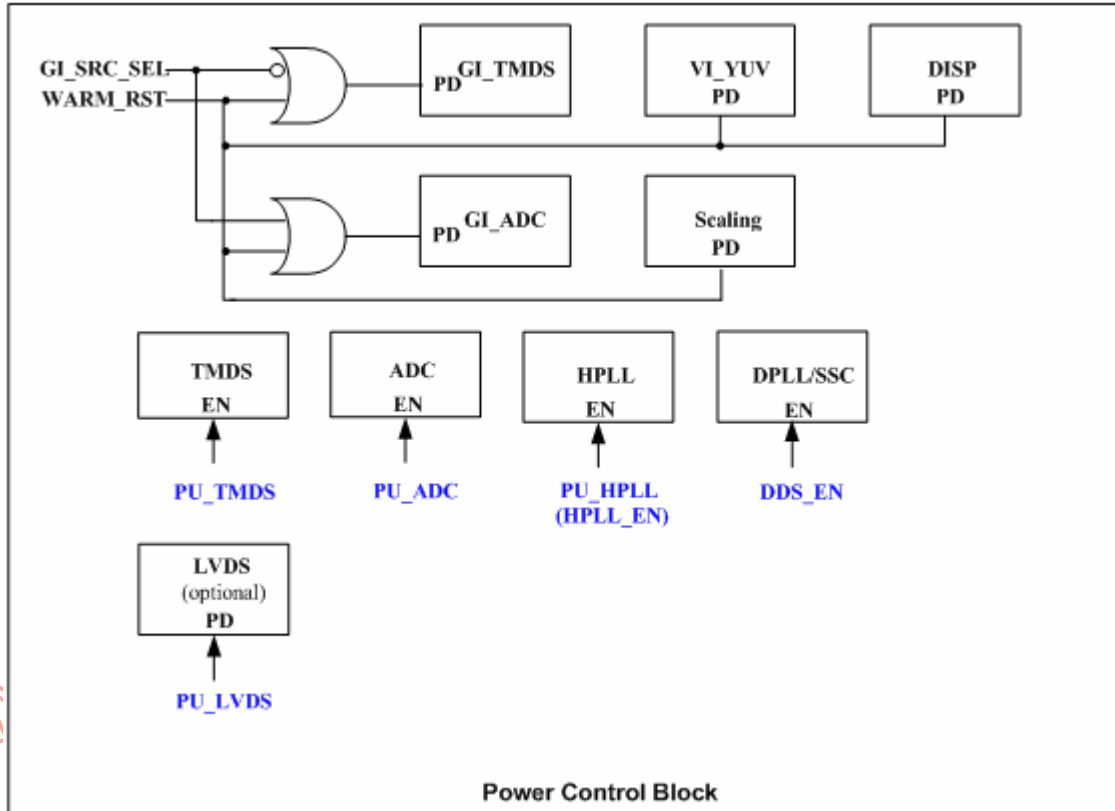 GI_SRC_SEL
WARM_RST
PD GI_TMDS
VI_YUV
PD
DISP
PD
PD GI_ADC
Scaling
PD
TMDS
EN
PU_TMDS
ADC
EN
PU_ADC
HPLL
EN
PU_HPLL
(HPLL_EN)
DPLL/SSC
EN
DDS_EN
LVDS
(optional)
PD
PU_LVDS
Power Control Block